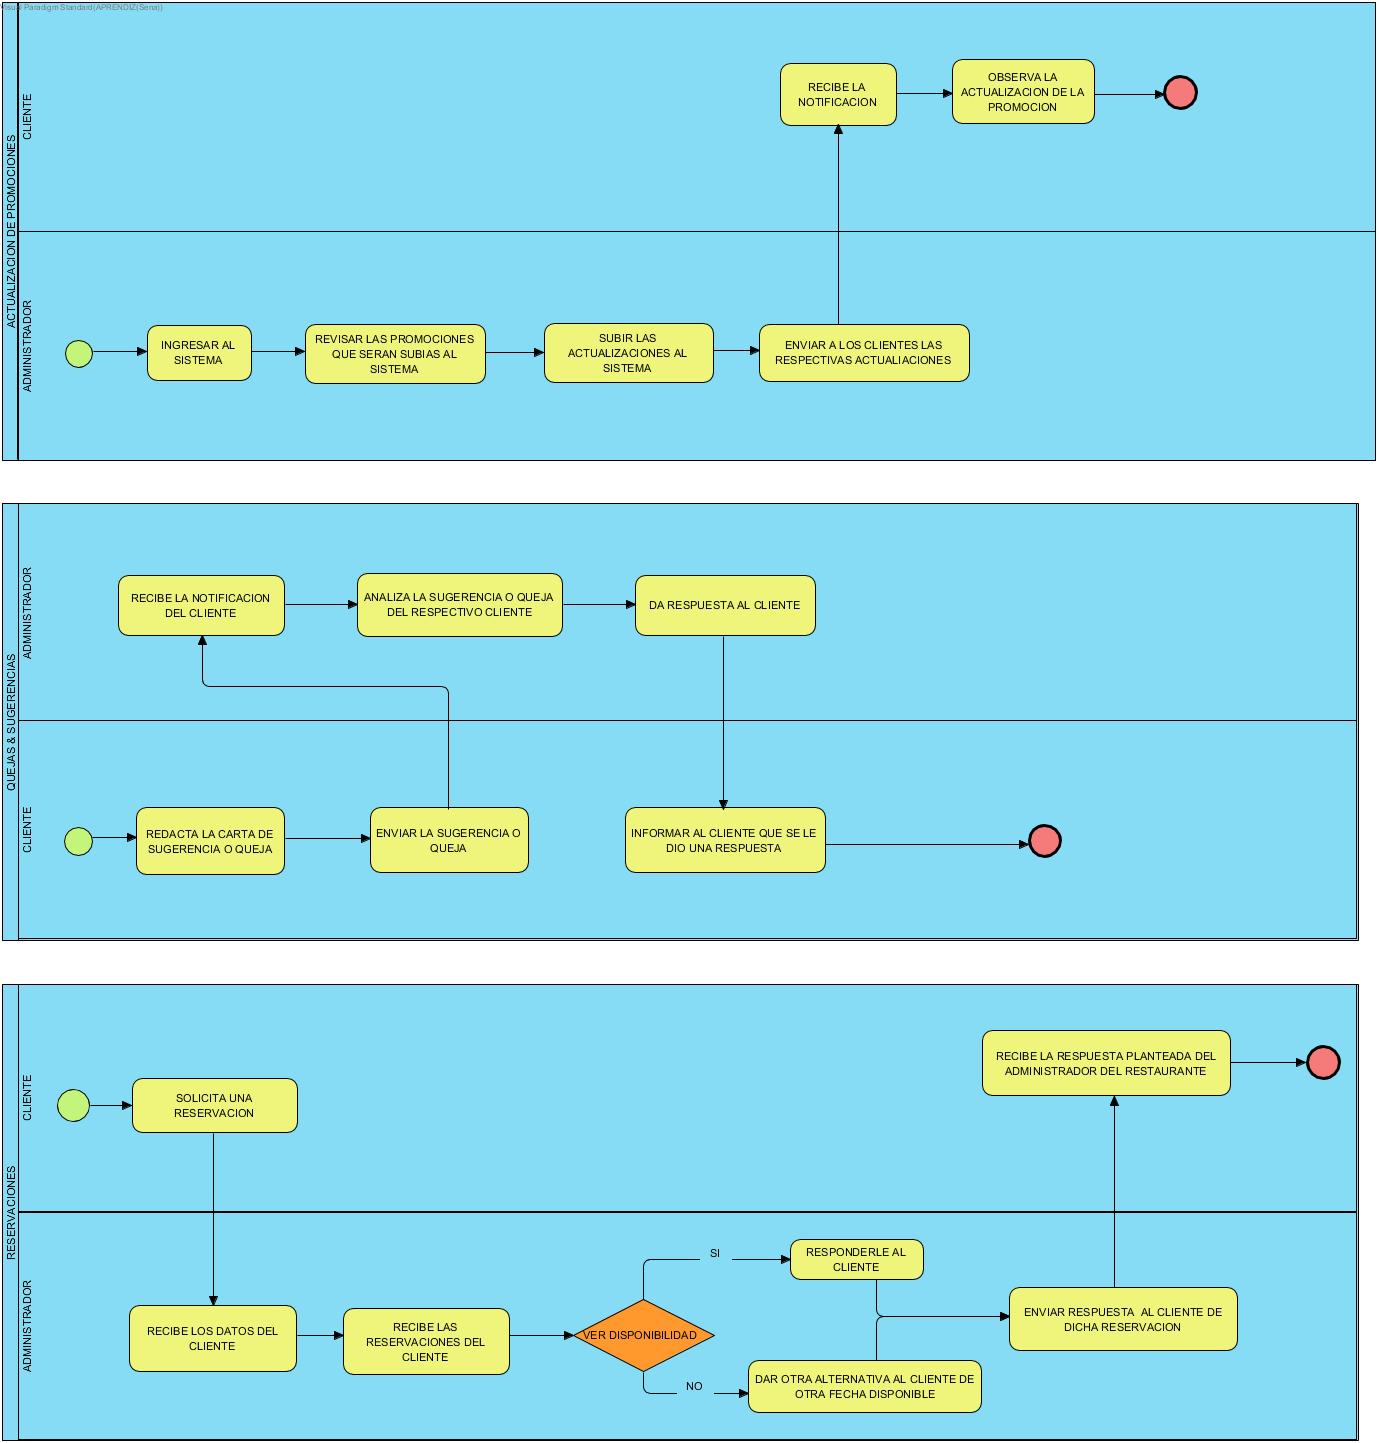 Visual Paradigm Standard(APRENDIZ(Sena))
ACTUALIZACION DE PROMOCIONES
CLIENTE
RECIBE LA
NOTIFICACION
OBSERVA LA
ACTUALIZACION DE LA
PROMOCION
ADMINISTRADOR
INGRESAR AL
SISTEMA
REVISAR LAS PROMOCIONES
QUE SERAN SUBIAS AL
SISTEMA
SUBIR LAS
ACTUALIZACIONES AL
SISTEMA
ENVIAR A LOS CLIENTES LAS
RESPECTIVAS ACTUALIACIONES
QUEJAS & SUGERENCIAS
ADMINISTRADOR
RECIBE LA NOTIFICACION
DEL CLIENTE
ANALIZA LA SUGERENCIA O QUEJA
DEL RESPECTIVO CLIENTE
DA RESPUESTA AL CLIENTE
CLIENTE
REDACTA LA CARTA DE
SUGERENCIA O QUEJA
ENVIAR LA SUGERENCIA O
QUEJA
INFORMAR AL CLIENTE QUE SE LE
DIO UNA RESPUESTA
RESERVACIONES
CLIENTE
SOLICITA UNA
RESERVACION
RECIBE LA RESPUESTA PLANTEADA DEL
ADMINISTRADOR DEL RESTAURANTE
ADMINISTRADOR
RECIBE LOS DATOS DEL
CLIENTE
RECIBE LAS
RESERVACIONES DEL
CLIENTE
VER DISPONIBILIDAD
SI
RESPONDERLE AL
CLIENTE
NO
DAR OTRA ALTERNATIVA AL CLIENTE DE
OTRA FECHA DISPONIBLE
ENVIAR RESPUESTA  AL CLIENTE DE
DICHA RESERVACION